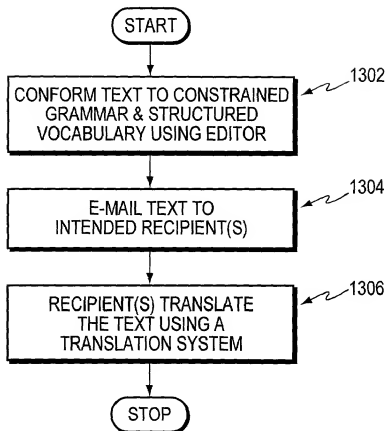 START
CONFORM TEXT TO CONSTRAINED
GRAMMAR & STRUCTURED
VOCABULARY USING EDITOR
1302
E-MAIL TEXT TO
INTENDED RECIPIENT(S)
1304
RECIPIENT(S) TRANSLATE
THE TEXT USING A
TRANSLATION SYSTEM
1306
STOP